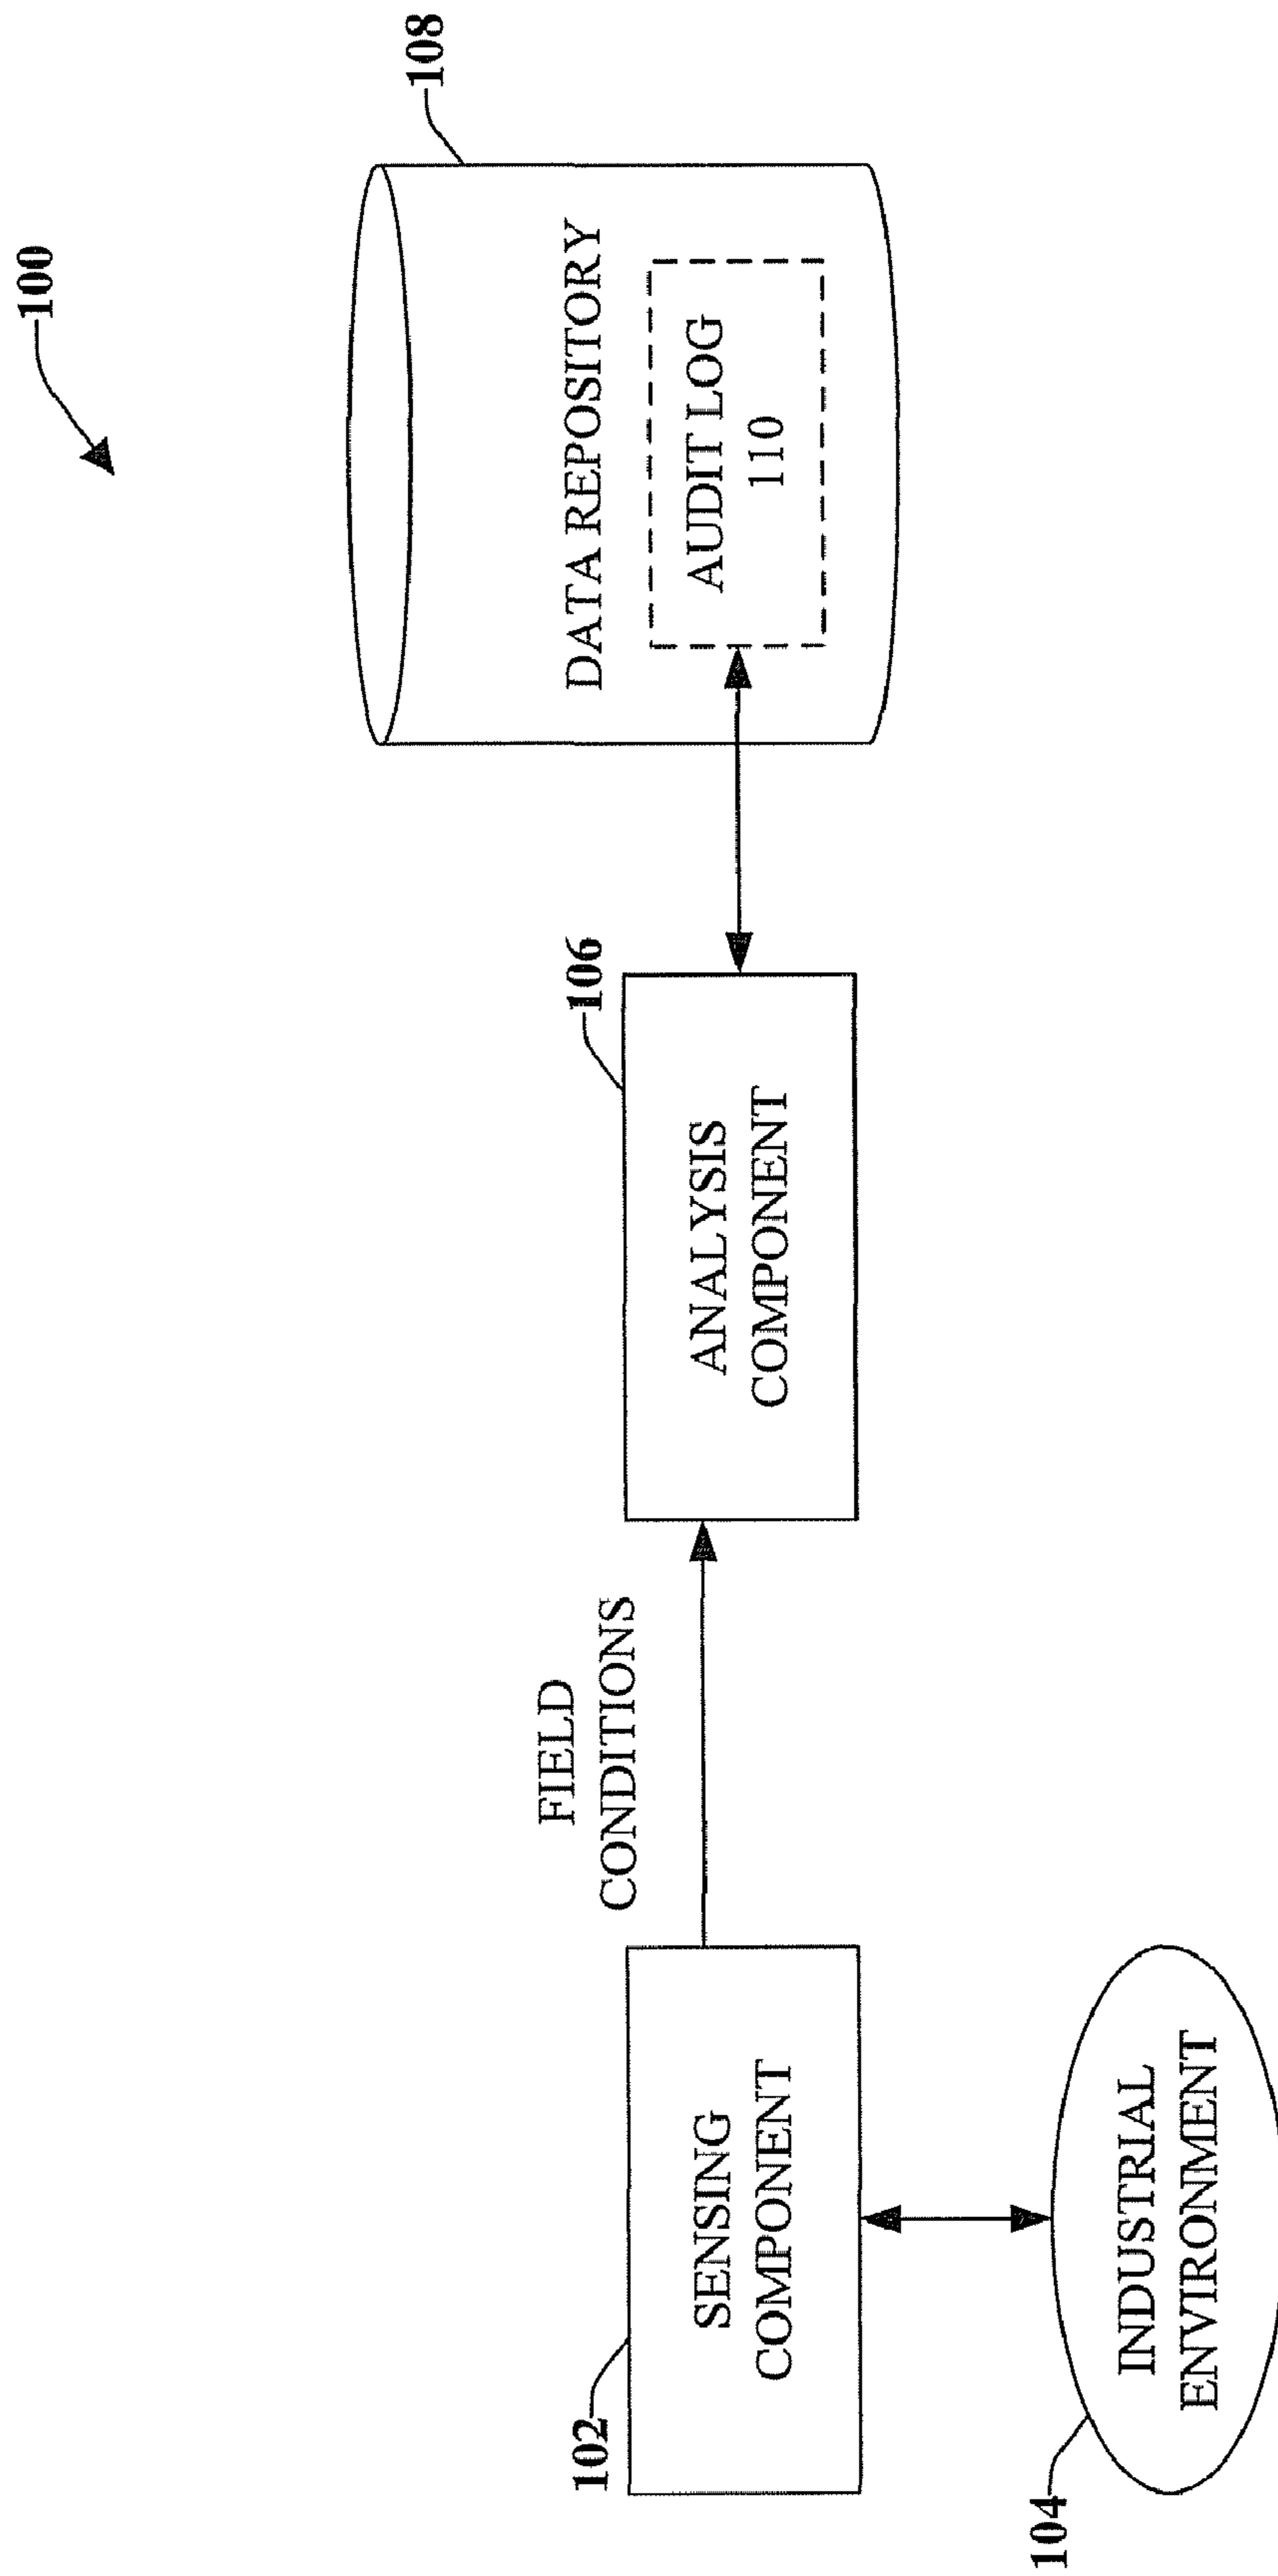 100
108
DATA REPOSITORY
AUDIT LOG
110
106
ANALYSIS
COMPONENT
FIELD
CONDITIONS
102
SENSING
COMPONENT
104
INDUSTRIAL
ENVIRONMENT